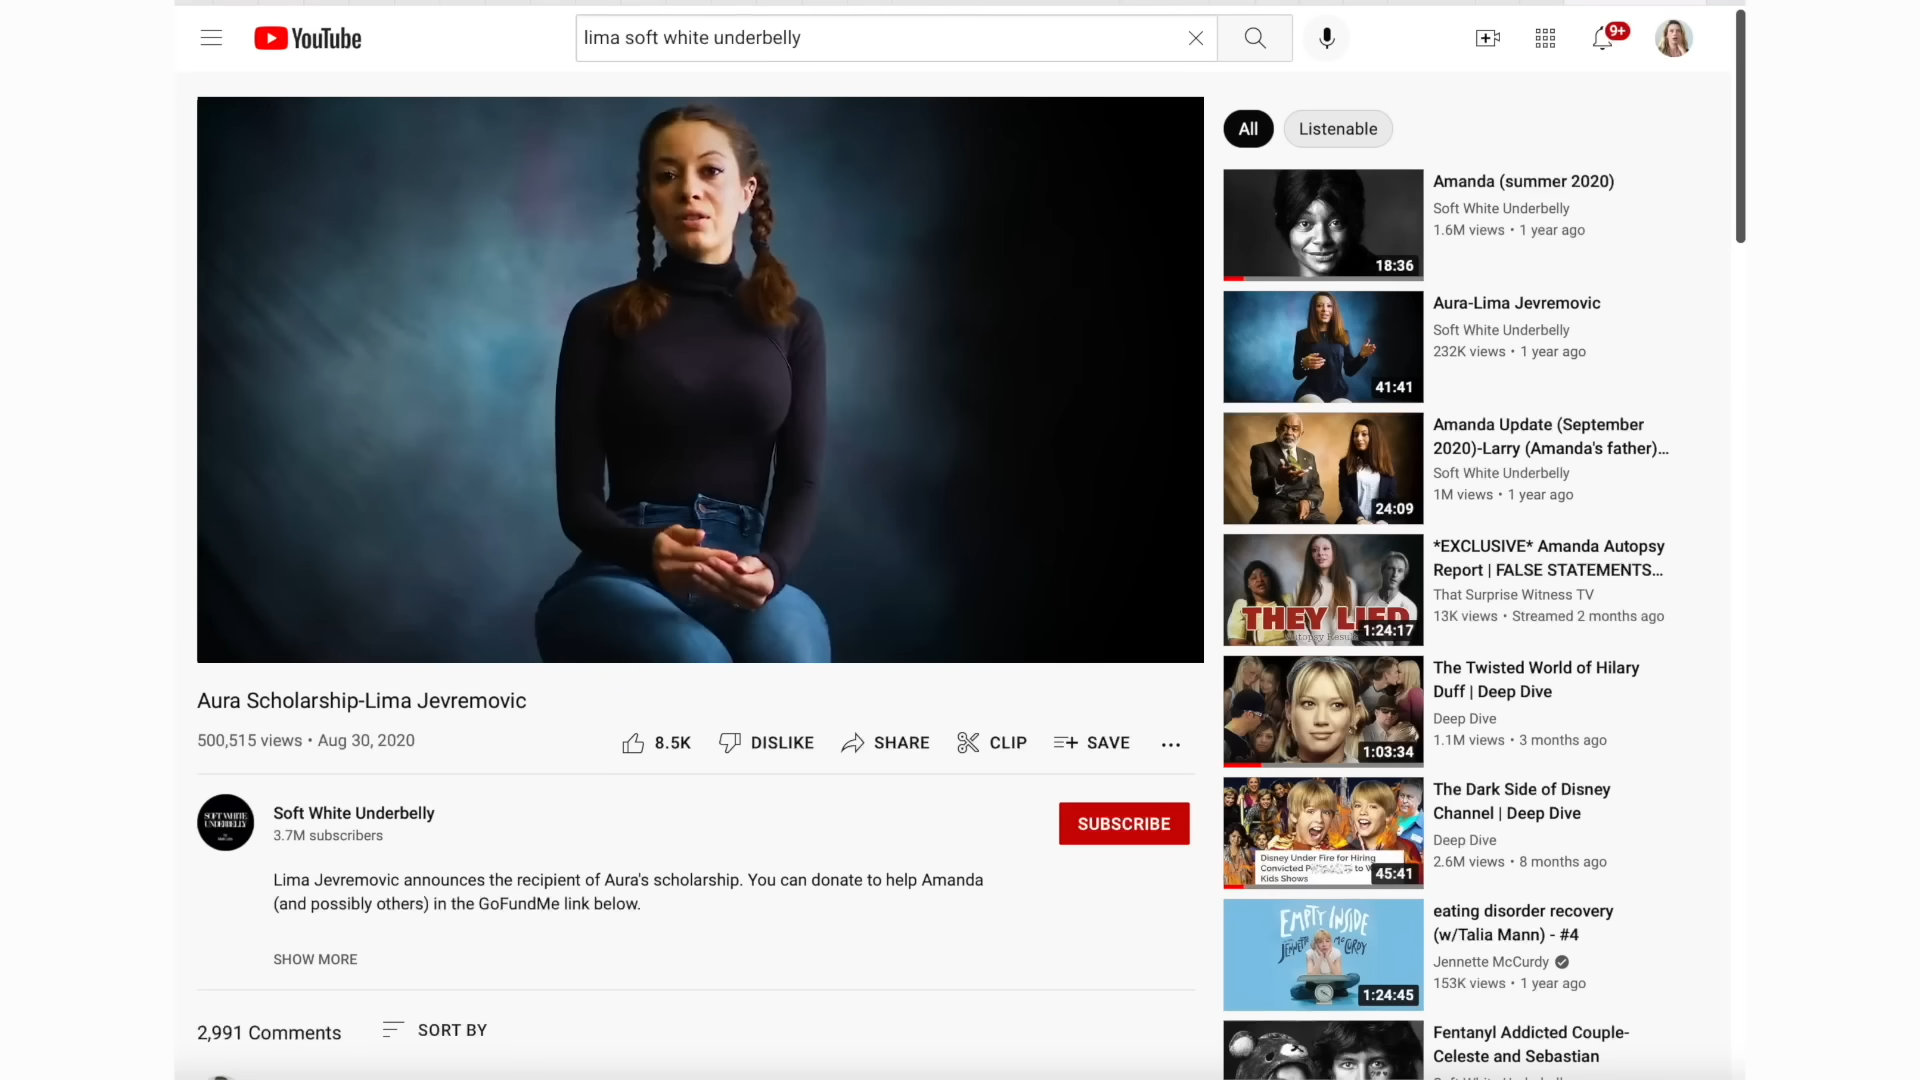 YouTube
lima soft white underbelly
9+
All
Listenable
Amanda (summer 2020)
Soft White Underbelly
1.6M views • 1 year ago
18:36
Aura-Lima Jevremovic
Soft White Underbelly
232K views • 1 year ago
41:41
Amanda Update (September
2020)-Larry (Amanda's father)...
Soft White Underbelly
1M views • 1 year ago
24:09
*EXCLUSIVE* Amanda Autopsy
Report | FALSE STATEMENTS...
That Surprise Witness TV
13K views • Streamed 2 months ago
THEY LIED
1:24:17
The Twisted World of Hilary
Duff | Deep Dive
Deep Dive
1.1M views • 3 months ago
1:03:34
The Dark Side of Disney
Channel | Deep Dive
Deep Dive
2.6M views • 8 months ago
Disney Under Fire for Hiring
Convicted
Kids Shows
45:41
eating disorder recovery
(w/Talia Mann) - #4
Jennette McCurdy
153K views • 1 year ago
EMPTY INSIDE
JENNETTE McCURDY
1:24:45
Fentanyl Addicted Couple-
Celeste and Sebastian
Aura Scholarship-Lima Jevremovic
500,515 views • Aug 30, 2020
8.5K
DISLIKE
SHARE
CLIP
SAVE
SOFT WHITE
UNDERBELLY
Soft White Underbelly
3.7M subscribers
SUBSCRIBE
Lima Jevremovic announces the recipient of Aura's scholarship. You can donate to help Amanda
(and possibly others) in the GoFundMe link below.
SHOW MORE
2,991 Comments
SORT BY